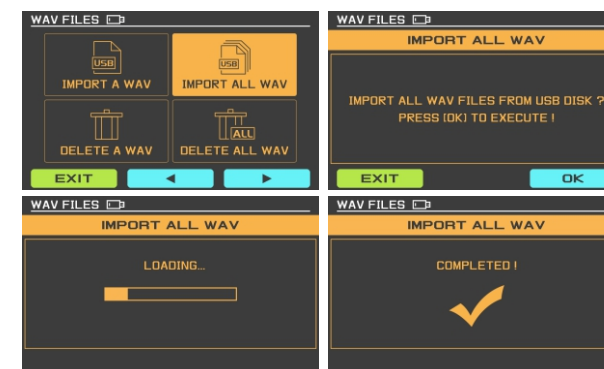 WAV FILES
USB
IMPORT A WAV
USB
IMPORT ALL WAV
DELETE A WAV
ALL
DELETE ALL WAV
EXIT
WAV FILES
IMPORT ALL WAV
IMPORT ALL WAV FILES FROM USB DISK ?
PRESS [OK] TO EXECUTE !
EXIT
OK
WAV FILES
IMPORT ALL WAV
LOADING...
WAV FILES
IMPORT ALL WAV
COMPLETED !